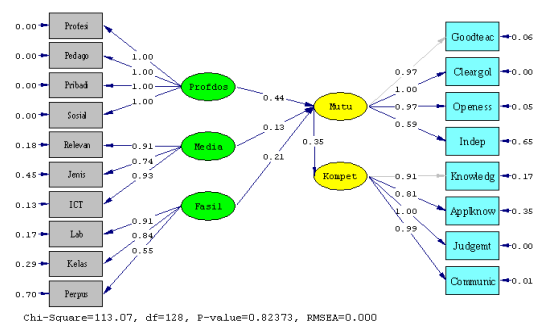 0.00 Profesi
0.00 Pedago
0.00 Pribadi
0.00 Sosial
0.18 Relevan
0.45 Jenis
0.13 ICT
0.17 Lab
0.29 Kelas
0.70 Perpus
1.00
1.00
1.00
1.00
0.91
0.74
0.93
0.91
0.84
0.55
Profdos
Media
Fasil
0.44
0.13
0.21
Mutu
0.35
Kompet
0.97
1.00
0.97
0.59
0.91
0.81
1.00
0.99
Goodteac 0.06
Cleargol 0.00
Openess 0.05
Indep 0.65
Knowledg 0.17
Applknow 0.35
Judgemt 0.00
Communic 0.01
Chi-Square=113.07, df=128, P-value=0.82373, RMSEA=0.000